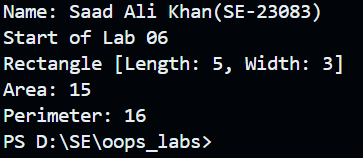 Name: Saad Ali Khan(SE-23083)
Start of Lab 06
Rectangle [Length: 5, Width: 3]
Area: 15
Perimeter: 16
PS D:\SE\oops_labs>